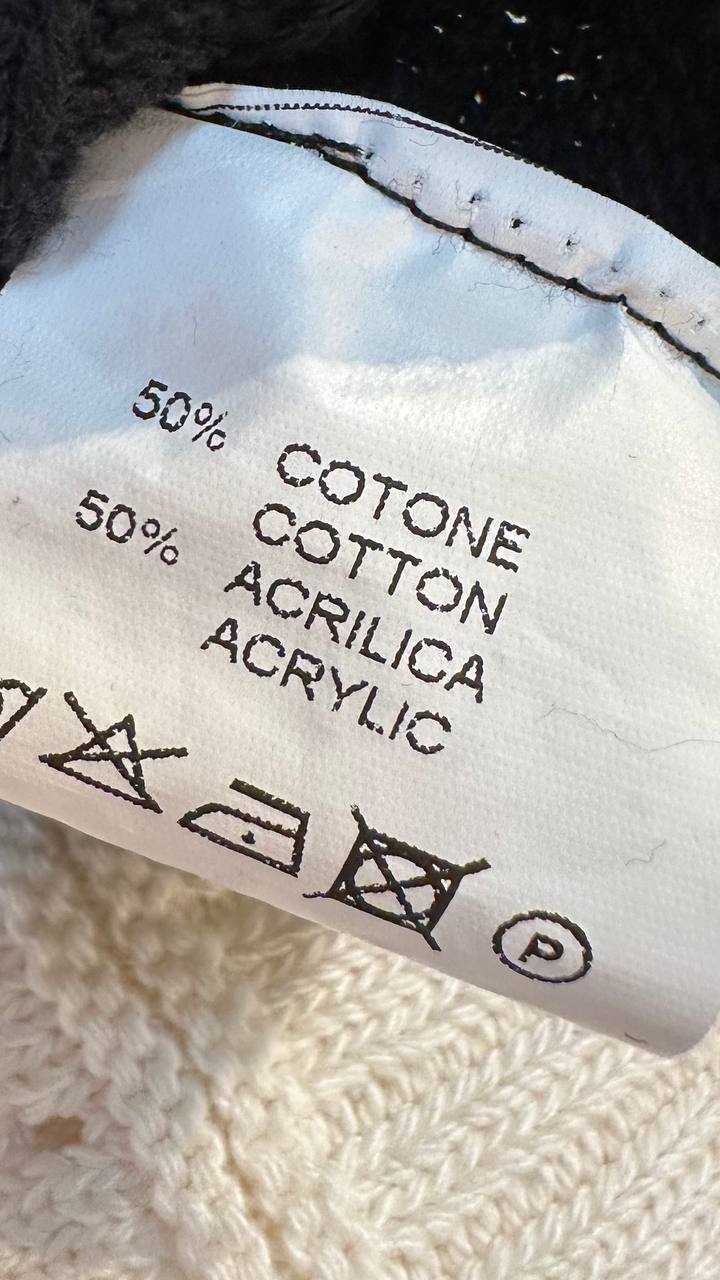 50% COTONE
COTTON
50% ACRILICA
ACRYLIC
P